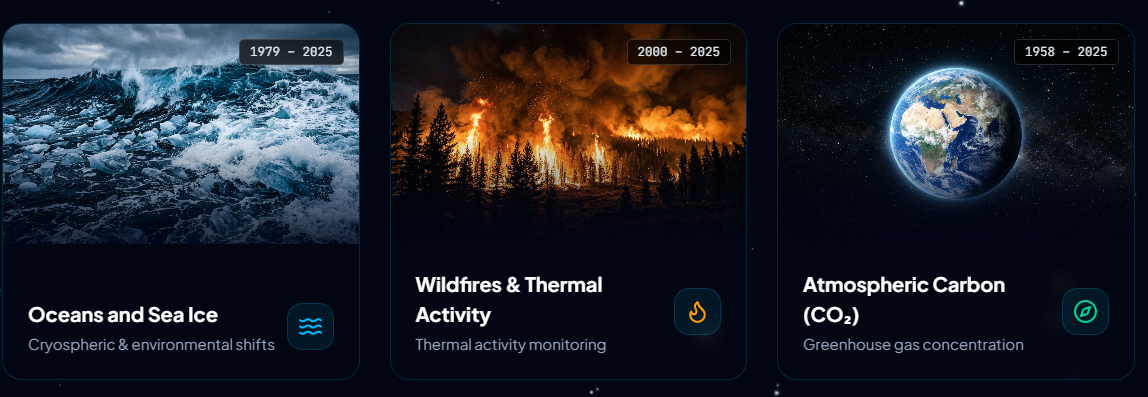 1979 – 2025
Oceans and Sea Ice
Cryospheric & environmental shifts
2000 – 2025
Wildfires & Thermal
Activity
Thermal activity monitoring
1958 – 2025
Atmospheric Carbon
(CO₂)
Greenhouse gas concentration